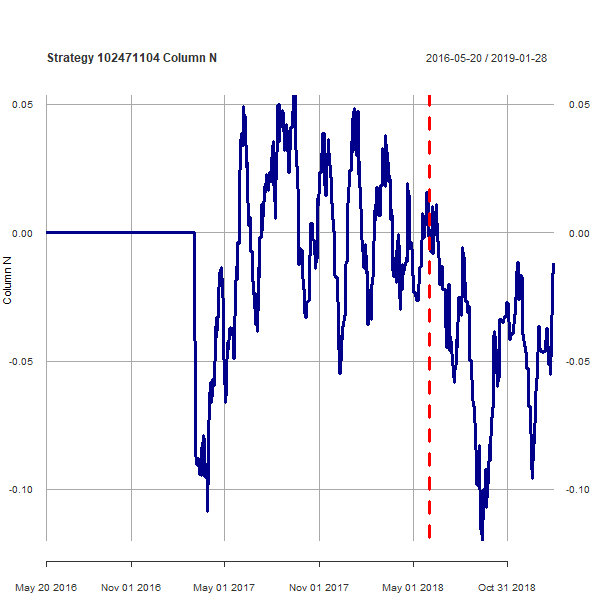 Strategy 102471104 Column N
2016-05-20 / 2019-01-28
0.05
0.05
0.00
0.00
-0.05
-0.05
-0.10
-0.10
Column N
May 20 2016
Nov 01 2016
May 01 2017
Nov 01 2017
May 01 2018
Oct 31 2018